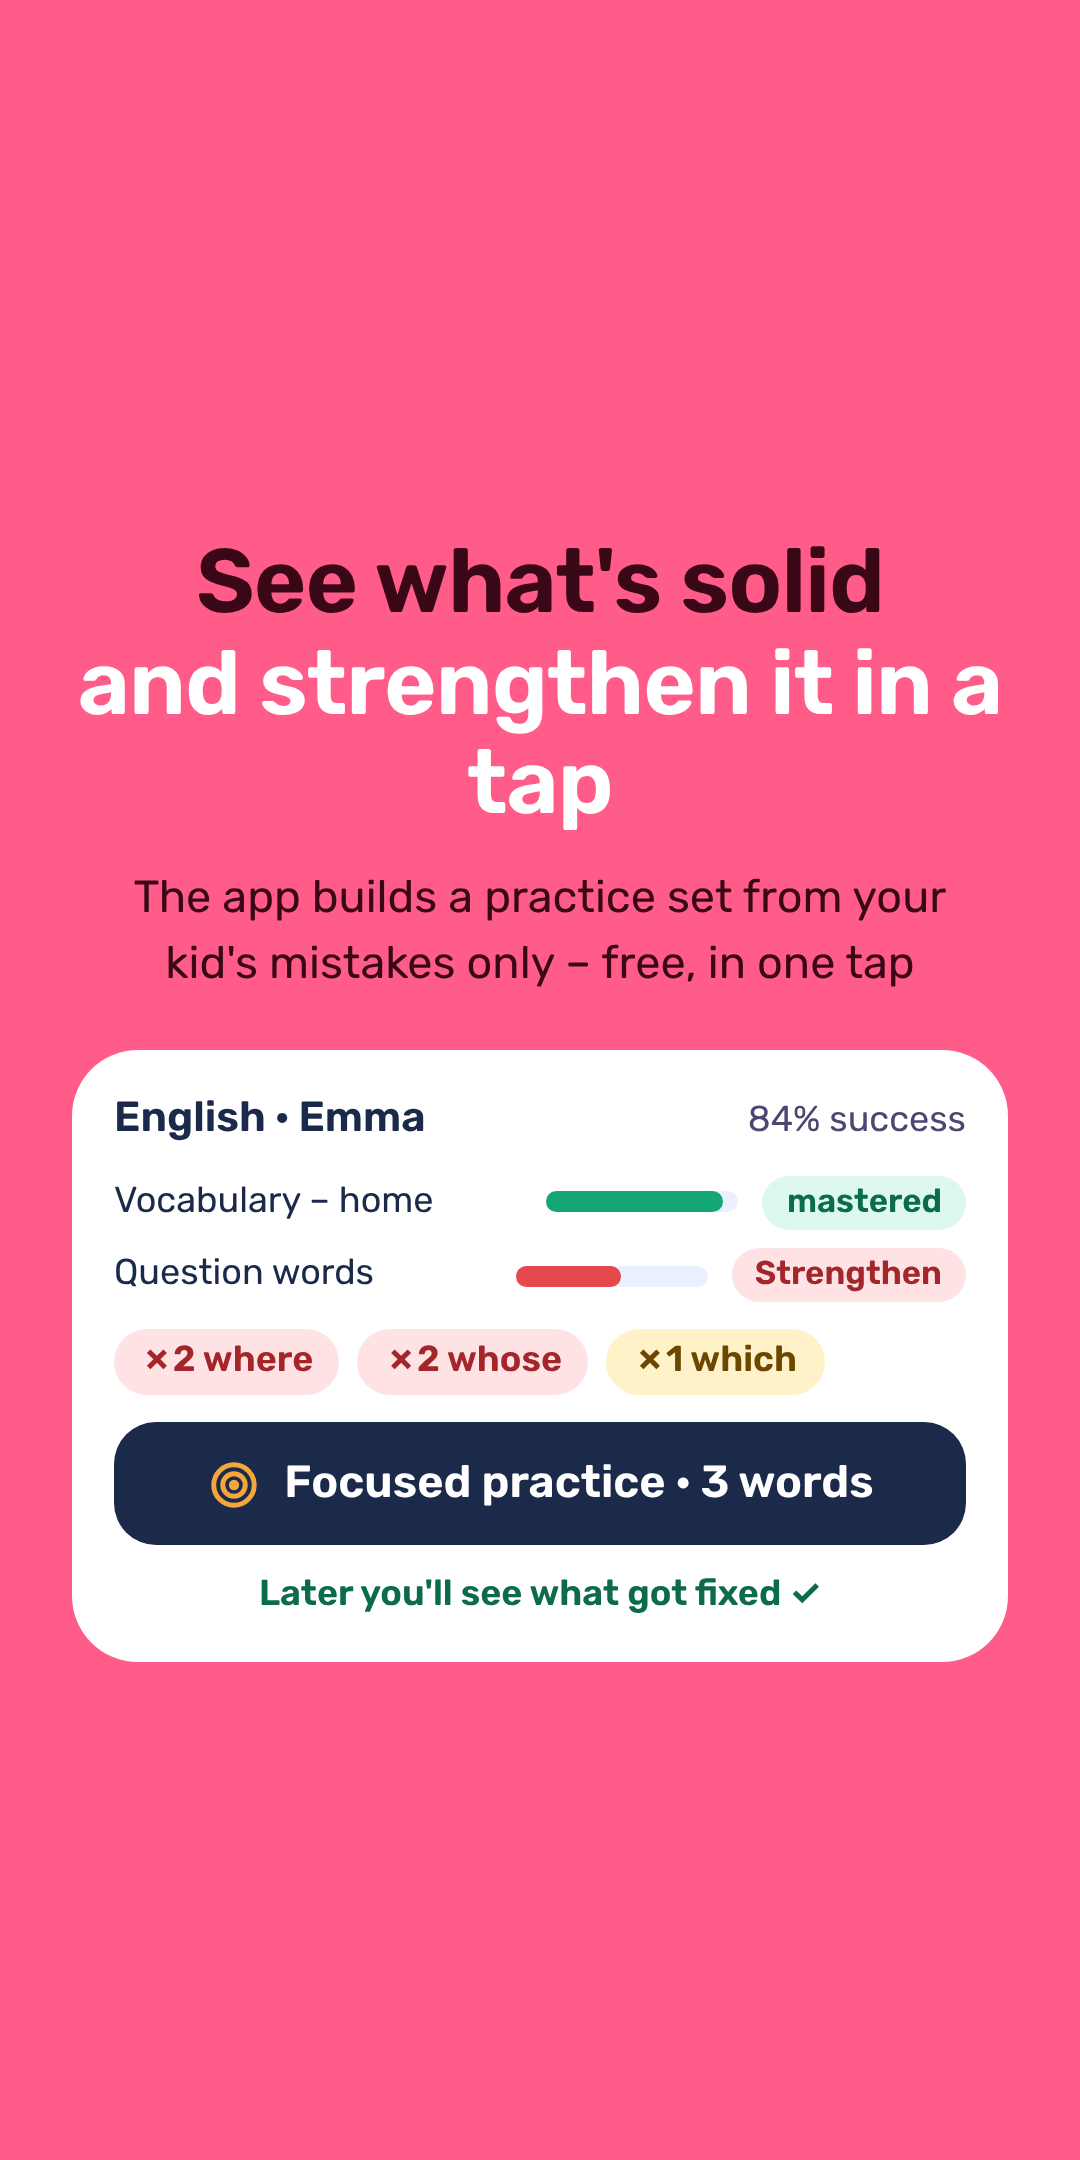 See what's solid
and strengthen it in a
tap
The app builds a practice set from your
kid's mistakes only – free, in one tap
English • Emma
84% success
Vocabulary – home
mastered
Question words
Strengthen
×2 where
×2 whose
×1 which
Focused practice • 3 words
Later you'll see what got fixed ✓